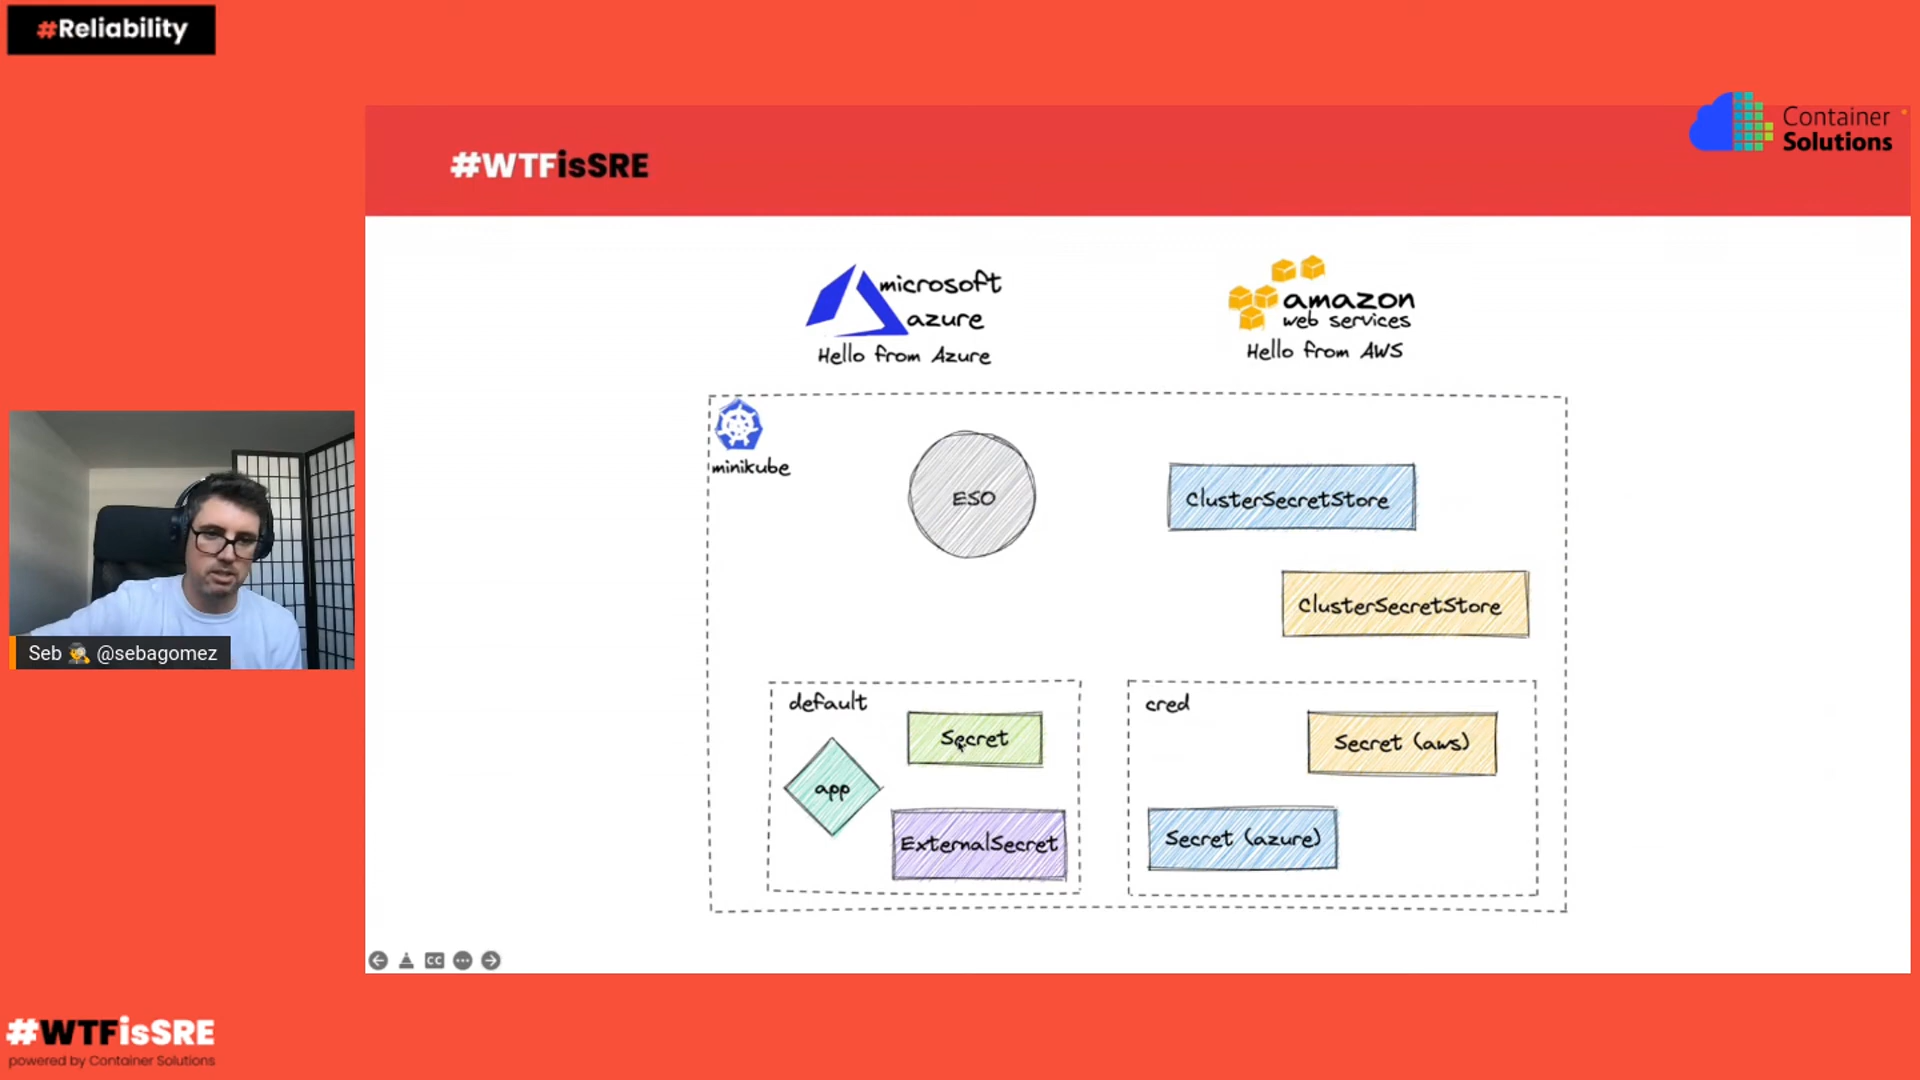 #Reliability
Container
Solutions
#WTFisSRE
microsoft
azure
Hello from Azure
amazon
web services
Hello from AWS
minikube
ESO
ClusterSecretStore
ClusterSecretStore
default
Secret
app
ExternalSecret
cred
Secret (aws)
Secret (azure)
Seb 🕵 @sebagomez
CC
#WTFisSRE
powered by Container Solutions